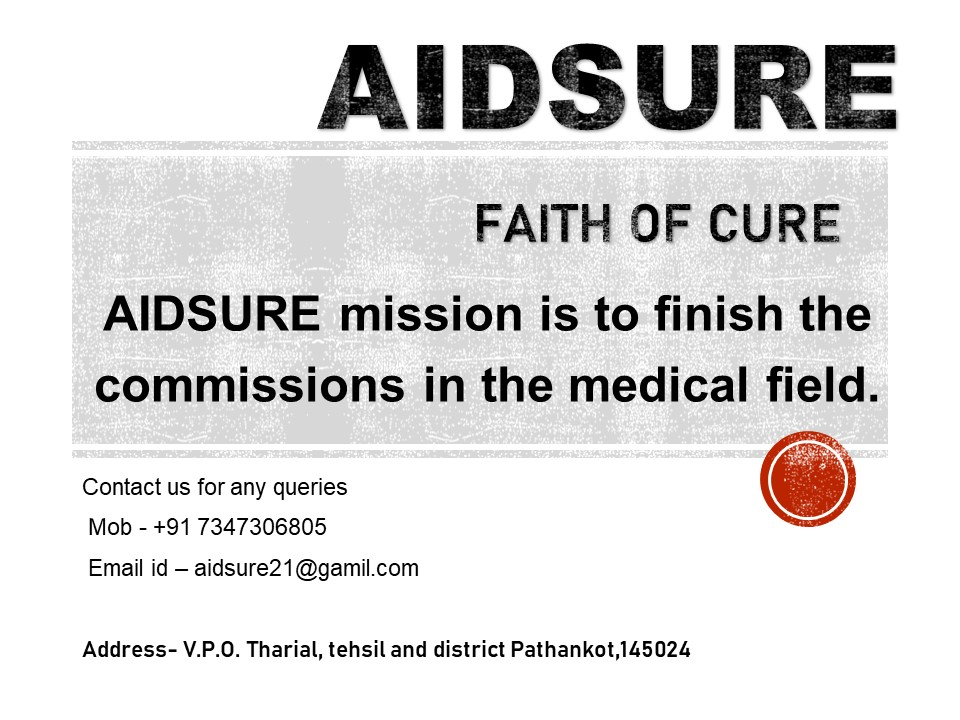 AIDSURE
FAITH OF CURE
AIDSURE mission is to finish the
commissions in the medical field.
Contact us for any queries
Mob - +91 7347306805
Email id – aidsure21@gamil.com
Address- V.P.O. Tharial, tehsil and district Pathankot,145024